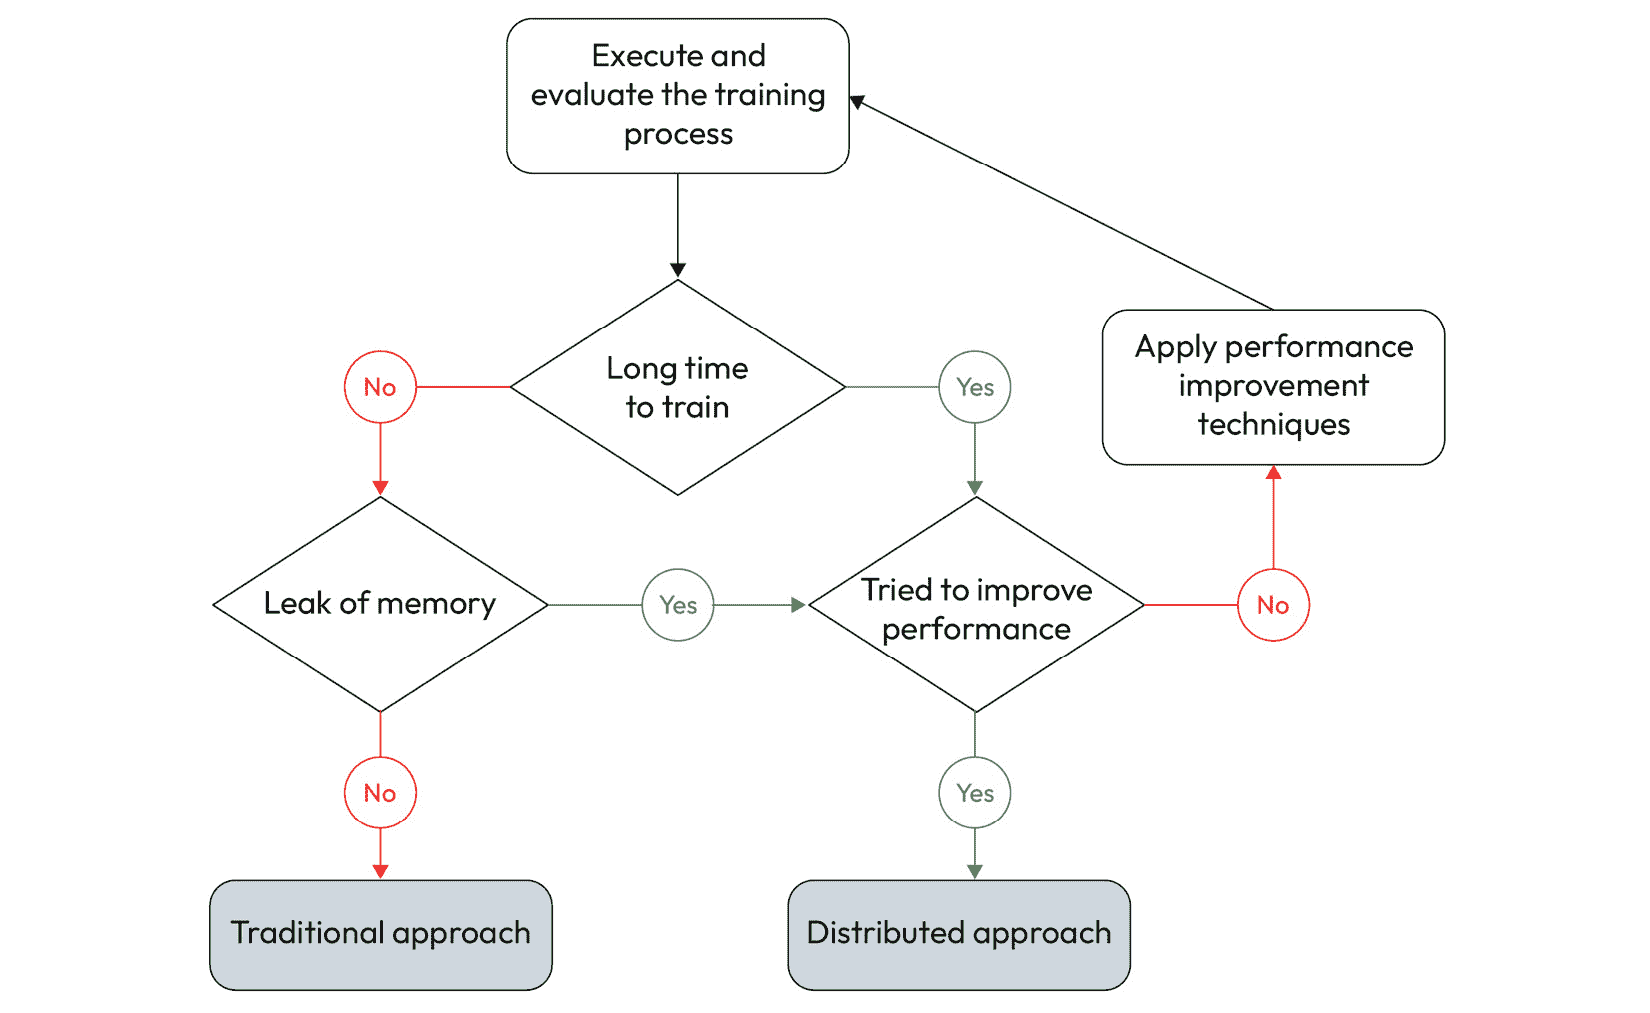 Execute and
evaluate the training
process
Long time
to train
No
Yes
Apply performance
improvement
techniques
Leak of memory
Yes
Tried to improve
performance
No
No
Yes
Traditional approach
Distributed approach